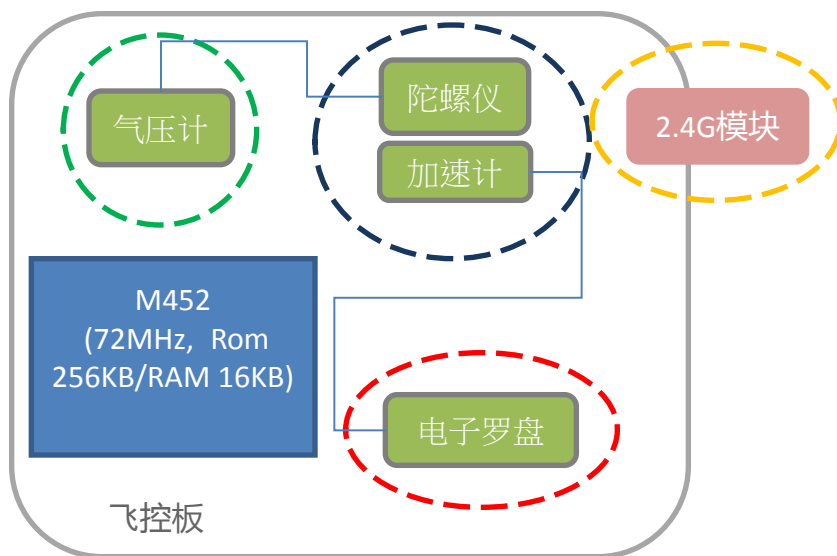 气压计
陀螺仪
加速计
2.4G模块
M452
(72MHz, Rom
256KB/RAM 16KB)
电子罗盘
飞控板